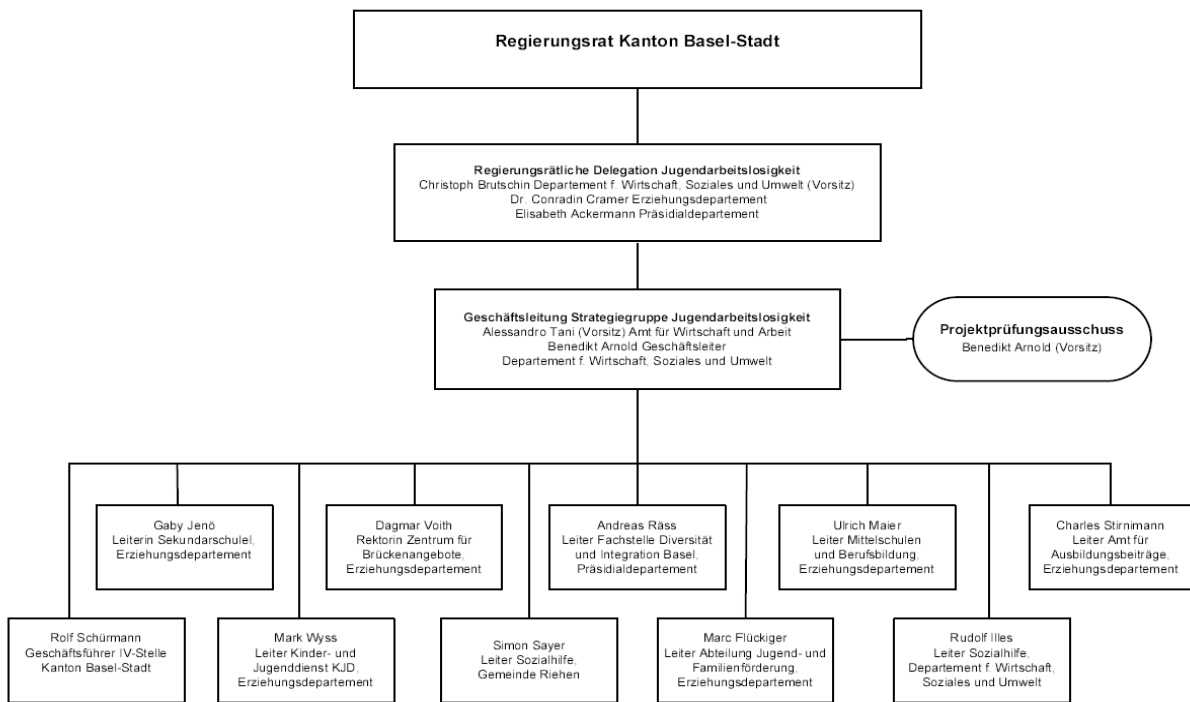 Regierungsrat Kanton Basel-Stadt
Regierungsrätliche Delegation Jugendarbeitslosigkeit
Christoph Brutschin Departement f. Wirtschaft, Soziales und Umwelt (Vorsitz)
Dr. Conradin Cramer Erziehungsdepartement
Elisabeth Ackermann Präsidialdepartement
Geschäftsleitung Strategiegruppe Jugendarbeitslosigkeit
Alessandro Tani (Vorsitz) Amt für Wirtschaft und Arbeit
Benedikt Arnold Geschäftsleiter
Departement f. Wirtschaft, Soziales und Umwelt
Projektprüfungsausschuss
Benedikt Arnold (Vorsitz)
Gaby Jenö
Leiterin Sekundarschulel,
Erziehungsdepartement
Dagmar Voith
Rektorin Zentrum für
Brückenangebote,
Erziehungsdepartement
Andreas Räss
Leiter Fachstelle Diversität
und Integration Basel,
Präsidialdepartement
Ulrich Maier
Leiter Mittelschulen
und Berufsbildung,
Erziehungsdepartement
Charles Stirnimann
Leiter Amt für
Ausbildungsbeiträge,
Erziehungsdepartement
Rolf Schürmann
Geschäftsführer IV-Stelle
Kanton Basel-Stadt
Mark Wyss
Leiter Kinder- und
Jugenddienst KJD,
Erziehungsdepartement
Simon Sayer
Leiter Sozialhilfe,
Gemeinde Riehen
Marc Flückiger
Leiter Abteilung Jugend- und
Familienförderung,
Erziehungsdepartement
Rudolf Illes
Leiter Sozialhilfe,
Departement f. Wirtschaft,
Soziales und Umwelt